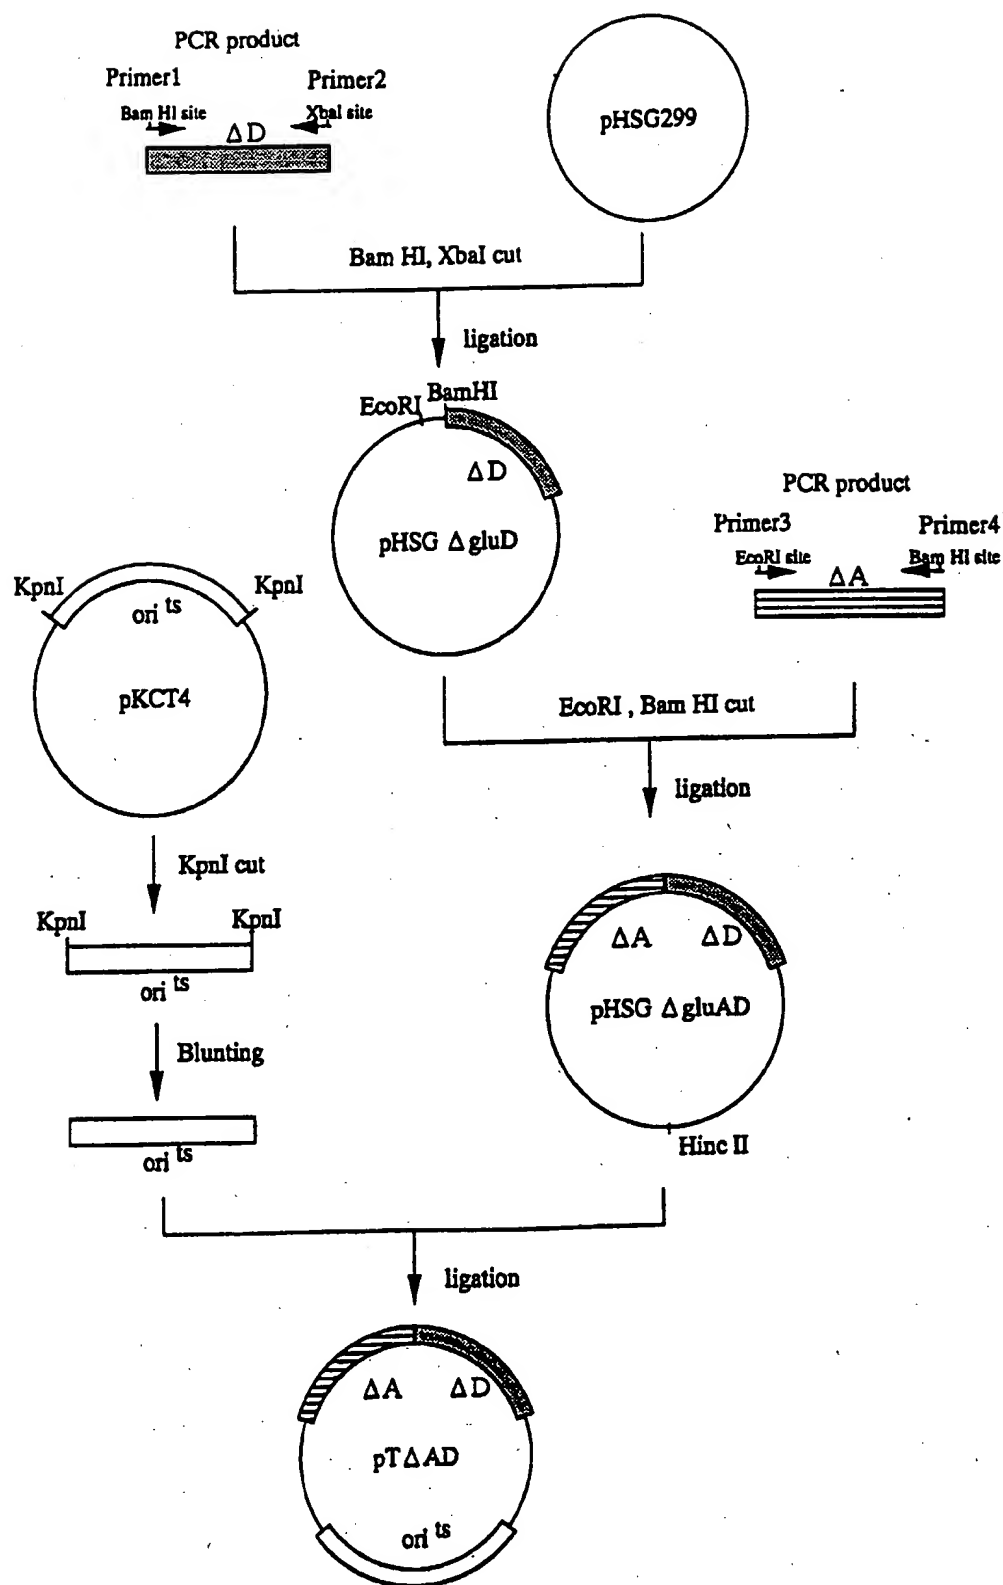 PCR product
Primer1
Primer2
Bam HI site
XbaI site
ΔD
pHSG299
Bam HI, XbaI cut
ligation
EcoRI
BamHI
ΔD
pHSG ΔgluD
PCR product
Primer3
Primer4
EcoRI site
Bam HI site
ΔA
KpnI
KpnI
ori ts
pKCT4
EcoRI , Bam HI cut
ligation
KpnI cut
KpnI
KpnI
ori ts
ΔA
ΔD
pHSG ΔgluAD
Blunting
Hinc II
ori ts
ligation
ΔA
ΔD
pTΔAD
ori ts